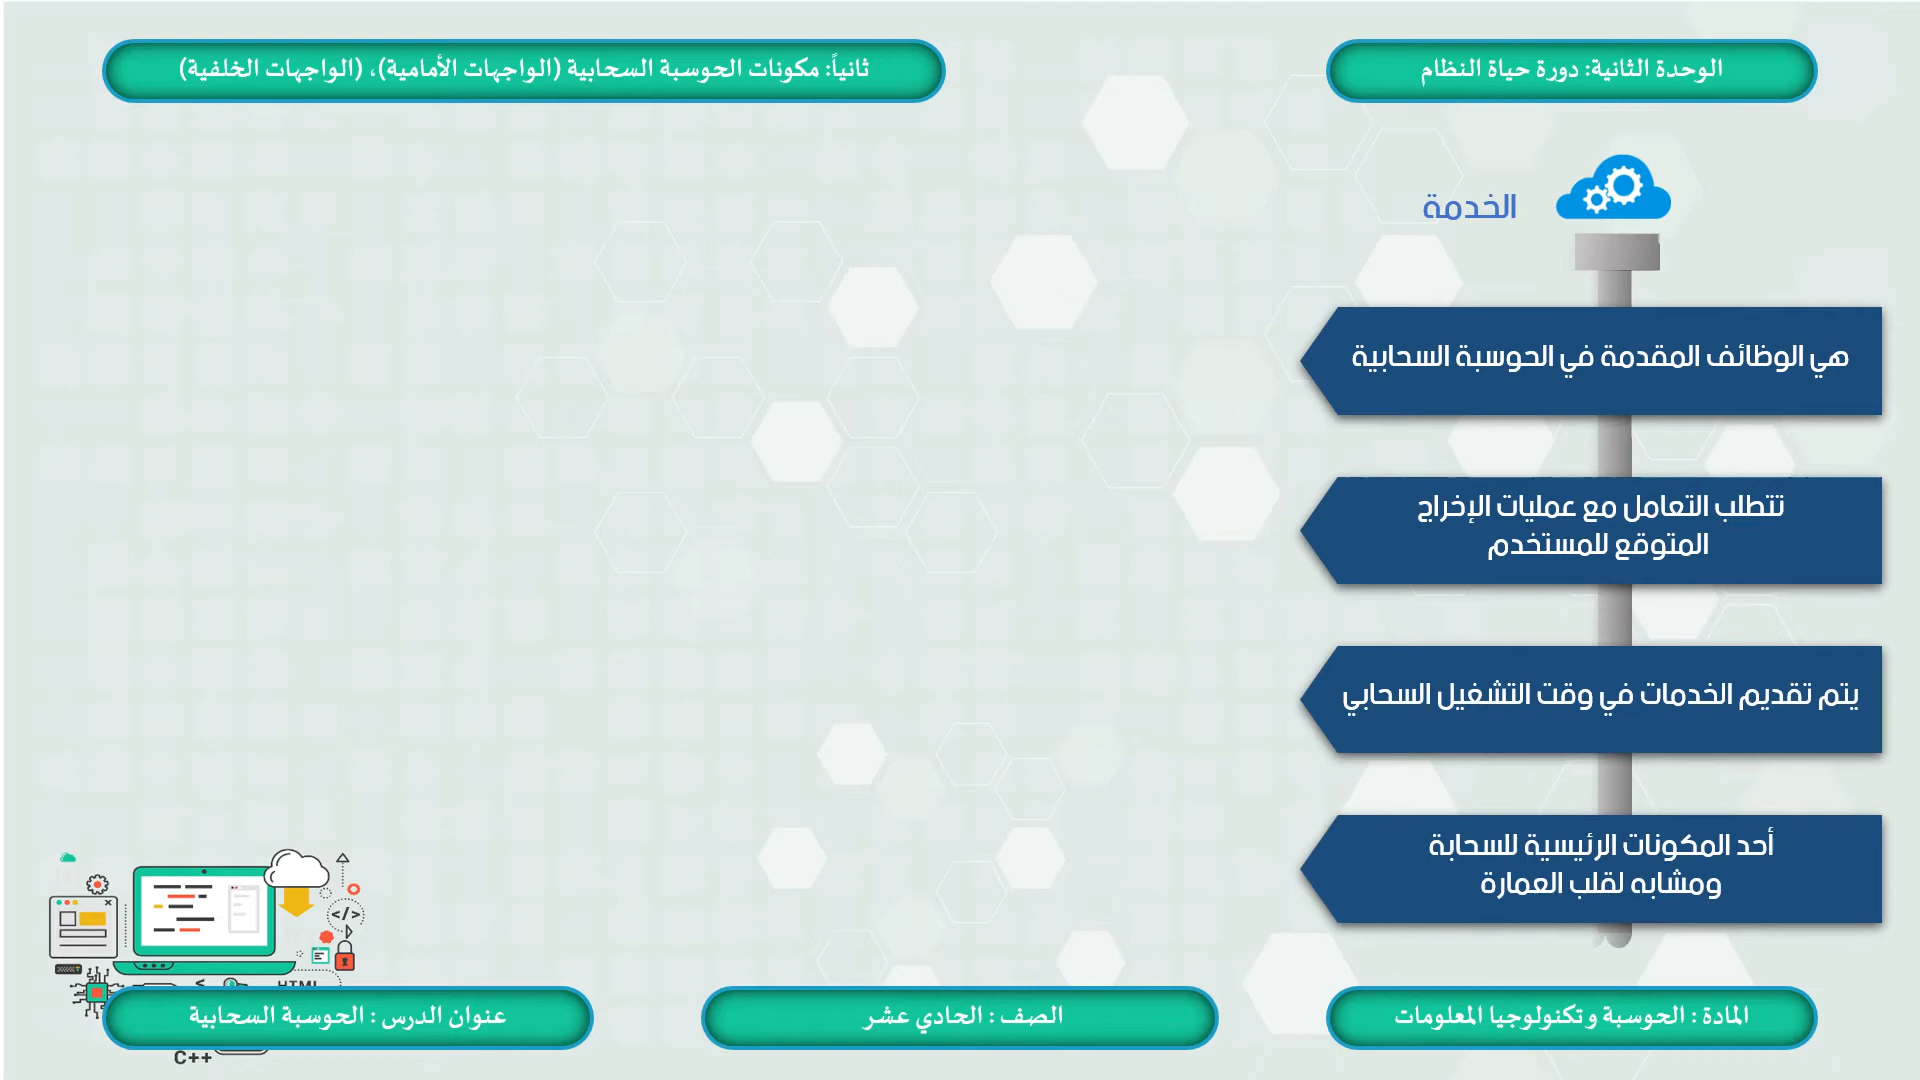 الوحدة الثانية: دورة حياة النظام
ثانياً: مكونات الحوسبة السحابية (الواجهات الأمامية)، (الواجهات الخلفية)
الخدمة
هي الوظائف المقدمة في الحوسبة السحابية
تتطلب التعامل مع عمليات الإخراج
المتوقع للمستخدم
يتم تقديم الخدمات في وقت التشغيل السحابي
أحد المكونات الرئيسية للسحابة
ومشابه لقلب العمارة
</>
HTML
C++
المادة : الحوسبة وتكنولوجيا المعلومات
الصف : الحادي عشر
عنوان الدرس : الحوسبة السحابية